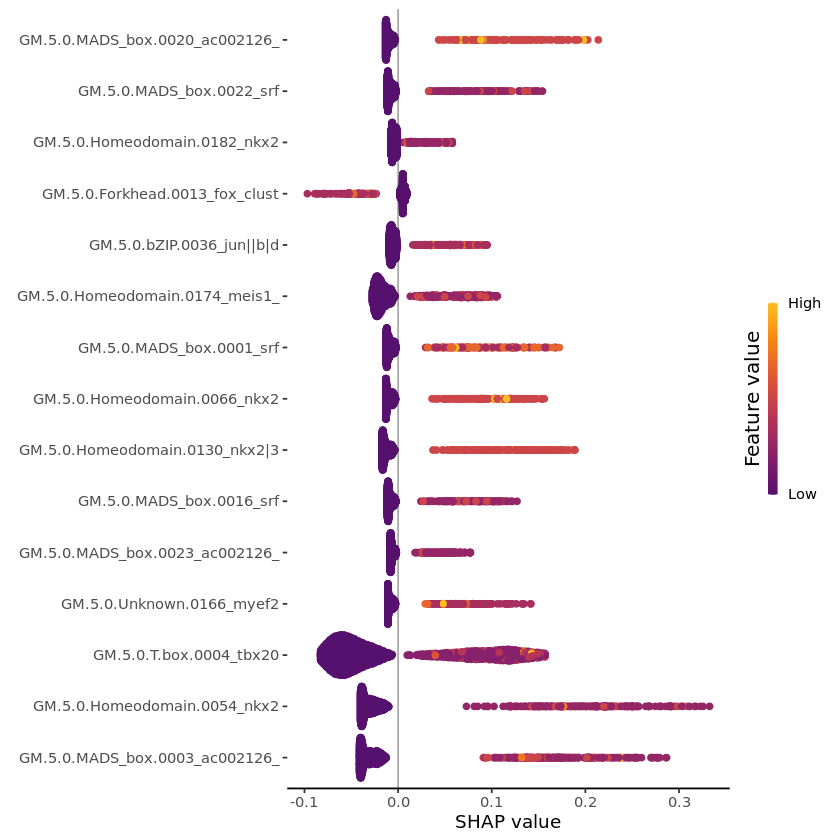 GM.5.0.MADS_box.0020_ac002126_
GM.5.0.MADS_box.0022_srf
GM.5.0.Homeodomain.0182_nkx2
GM.5.0.Forkhead.0013_fox_clust
GM.5.0.bZIP.0036_jun||b|d
GM.5.0.Homeodomain.0174_meis1_
GM.5.0.MADS_box.0001_srf
GM.5.0.Homeodomain.0066_nkx2
GM.5.0.Homeodomain.0130_nkx2|3
GM.5.0.MADS_box.0016_srf
GM.5.0.MADS_box.0023_ac002126_
GM.5.0.Unknown.0166_myef2
GM.5.0.T.box.0004_tbx20
GM.5.0.Homeodomain.0054_nkx2
GM.5.0.MADS_box.0003_ac002126_
-0.1 0.0 0.1 0.2 0.3
SHAP value
High
Feature value
Low